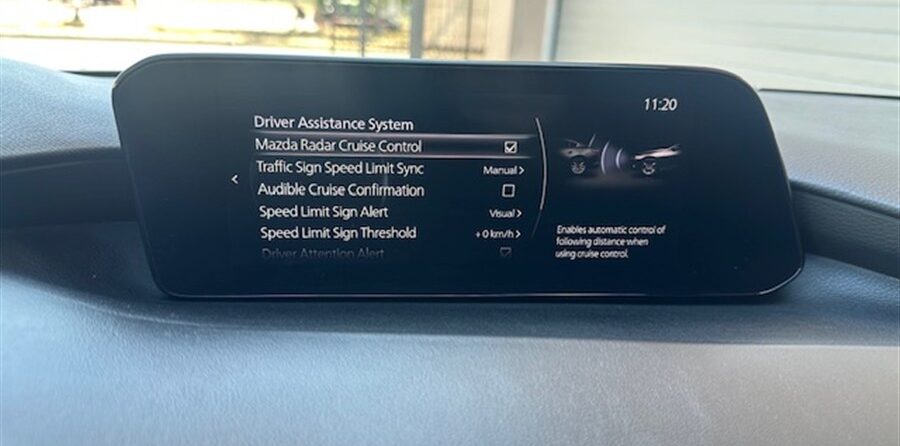 11:20
Driver Assistance System
Mazda Radar Cruise Control
Traffic Sign Speed Limit Sync Manual
Audible Cruise Confirmation
Speed Limit Sign Alert Visual
Speed Limit Sign Threshold + 0 km/h
Driver Attention Alert
Enables automatic control of
following distance when
using cruise control.